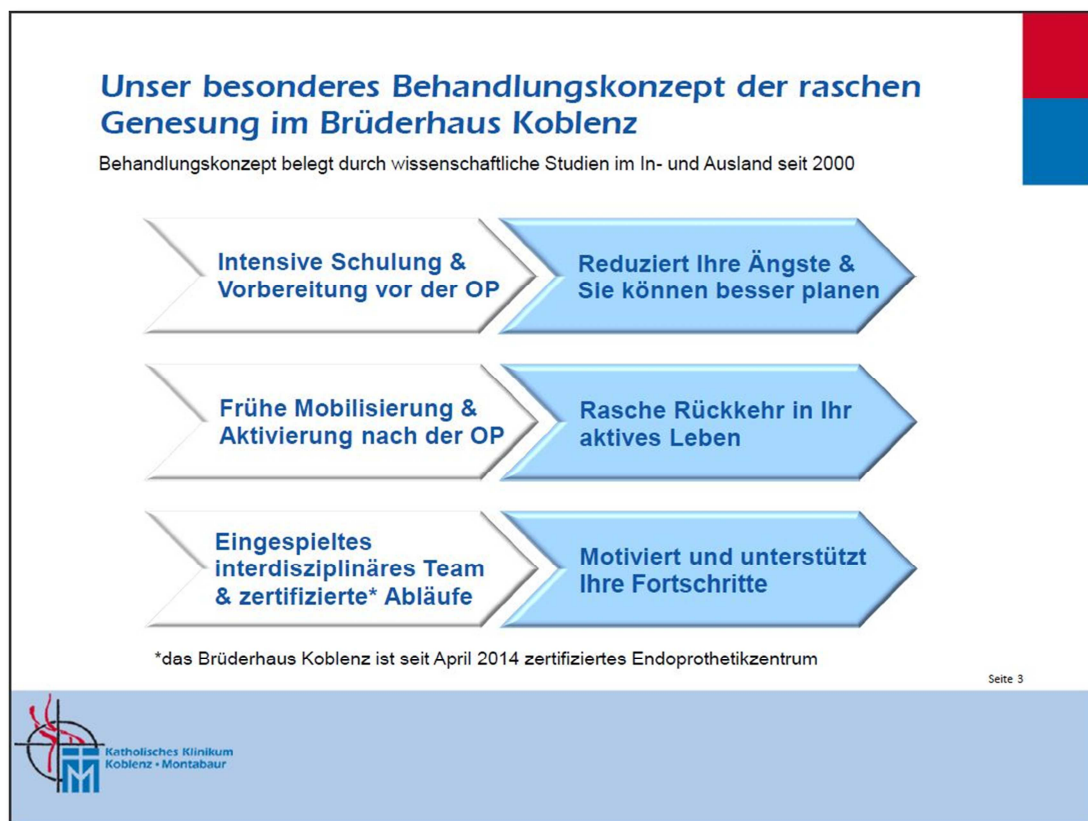 Unser besonderes Behandlungskonzept der raschen
Genesung im Brüderhaus Koblenz
Behandlungskonzept belegt durch wissenschaftliche Studien im In- und Ausland seit 2000
Intensive Schulung &
Vorbereitung vor der OP
Reduziert Ihre Ängste &
Sie können besser planen
Frühe Mobilisierung &
Aktivierung nach der OP
Rasche Rückkehr in Ihr
aktives Leben
Eingespieltes
interdisziplinäres Team
& zertifizierte* Abläufe
Motiviert und unterstützt
Ihre Fortschritte
*das Brüderhaus Koblenz ist seit April 2014 zertifiziertes Endoprothetikzentrum
Seite 3
Katholisches Klinikum
Koblenz • Montabaur